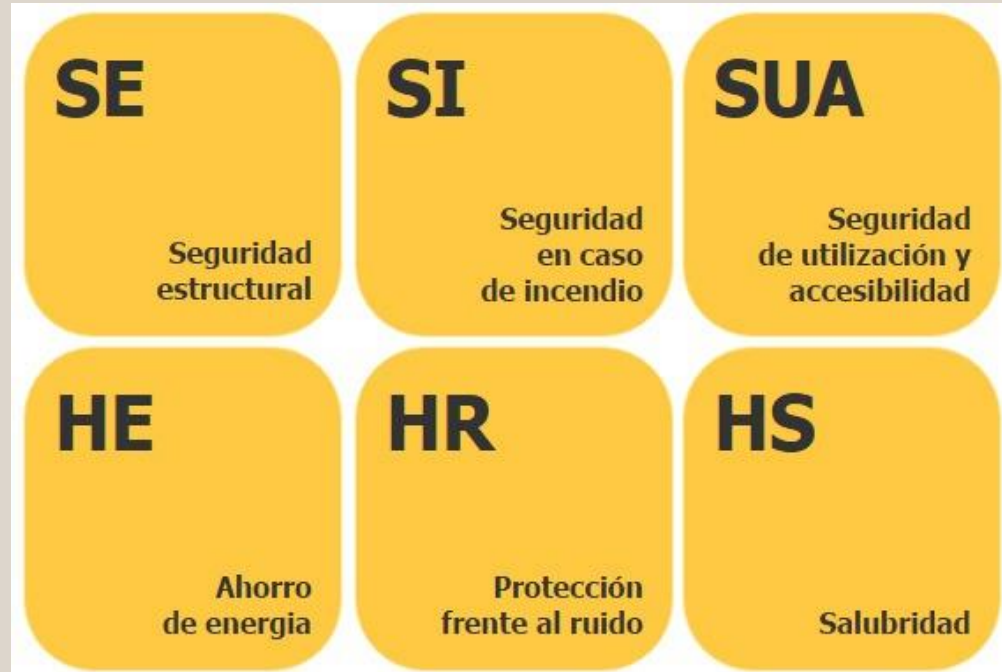 SE
Seguridad
estructural
SI
Seguridad
en caso
de incendio
SUA
Seguridad
de utilización y
accesibilidad
HE
Ahorro
de energia
HR
Protección
frente al ruido
HS
Salubridad